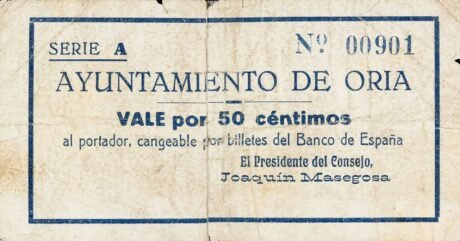 SERIE A Nº 00901
AYUNTAMIENTO DE ORIA
VALE por 50 céntimos
al portador, cangeable por billetes del Banco de España
El Presidente del Consejo,
Joaquín Masegosa